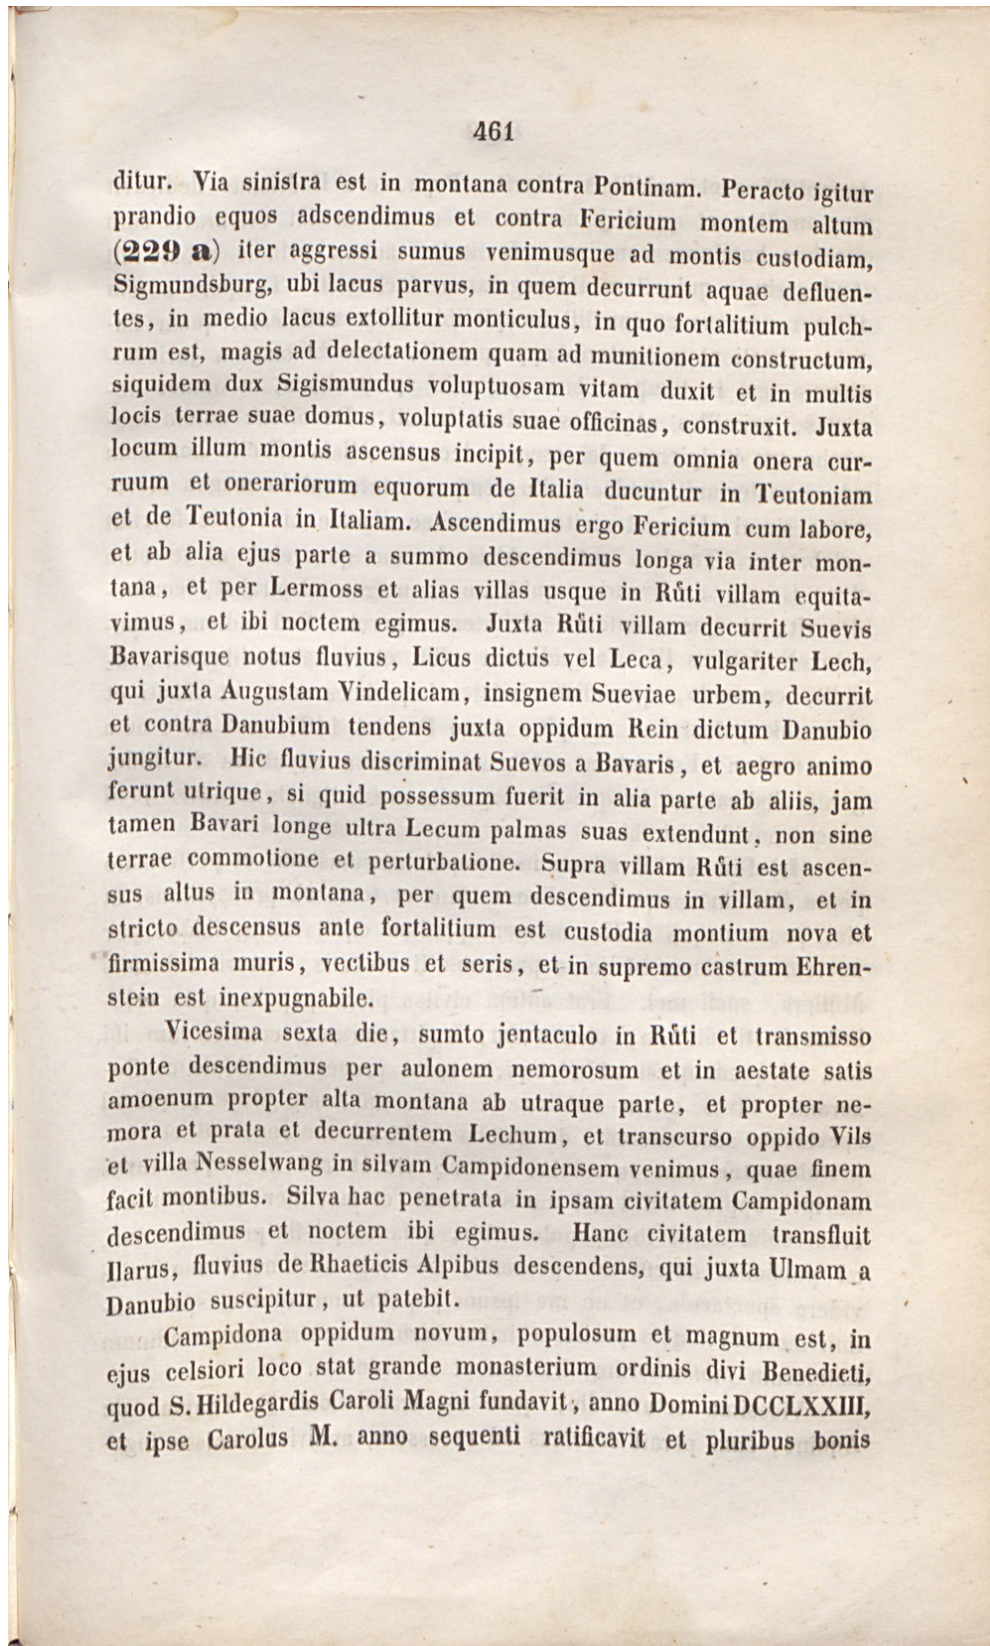 461
ditur. Via sinistra est in montana contra Pontinam. Peracto igitur
prandio equos adscendimus et contra Fericium montem altum
(229 a) iter aggressi sumus venimusque ad montis custodiam,
Sigmundsburg, ubi lacus parvus, in quem decurrunt aquae defluen-
tes, in medio lacus extollitur monticulus, in quo fortalitium pulch-
rum est, magis ad delectationem quam ad munitionem constructum,
siquidem dux Sigismundus voluptuosam vitam duxit et in multis
locis terrae suae domus, voluptatis suae officinas, construxit. Juxta
locum illum montis ascensus incipit, per quem omnia onera cur-
ruum et onerariorum equorum de Italia ducuntur in Teutoniam
et de Teutonia in Italiam. Ascendimus ergo Fericium cum labore,
et ab alia ejus parte a summo descendimus longa via inter mon-
tana, et per Lermoss et alias villas usque in Růti villam equita-
vimus, et ibi noctem egimus. Juxta Růti villam decurrit Suevis
Bavarisque notus fluvius, Licus dictus vel Leca, vulgariter Lech,
qui juxta Augustam Vindelicam, insignem Sueviae urbem, decurrit
et contra Danubium tendens juxta oppidum Rein dictum Danubio
jungitur. Hic fluvius discriminat Suevos a Bavaris, et aegro animo
ferunt utrique, si quid possessum fuerit in alia parte ab aliis, jam
tamen Bavari longe ultra Lecum palmas suas extendunt, non sine
terrae commotione et perturbatione. Supra villam Růti est ascen-
sus altus in montana, per quem descendimus in villam, et in
stricto descensus ante fortalitium est custodia montium nova et
firmissima muris, vectibus et seris, et in supremo castrum Ehren-
stein est inexpugnabile.
Vicesima sexta die, sumto jentaculo in Růti et transmisso
ponte descendimus per aulonem nemorosum et in aestate satis
amoenum propter alta montana ab utraque parte, et propter ne-
mora et prata et decurrentem Lechum, et transcurso oppido Vils
et villa Nesselwang in silvam Campidonensem venimus, quae finem
facit montibus. Silva hac penetrata in ipsam civitatem Campidonam
descendimus et noctem ibi egimus. Hanc civitatem transfluit
Ilarus, fluvius de Rhaeticis Alpibus descendens, qui juxta Ulmam a
Danubio suscipitur, ut patebit.
Campidona oppidum novum, populosum et magnum est, in
ejus celsiori loco stat grande monasterium ordinis divi Benedicti,
quod S. Hildegardis Caroli Magni fundavit, anno Domini DCCLXXIII,
et ipse Carolus M. anno sequenti ratificavit et pluribus bonis